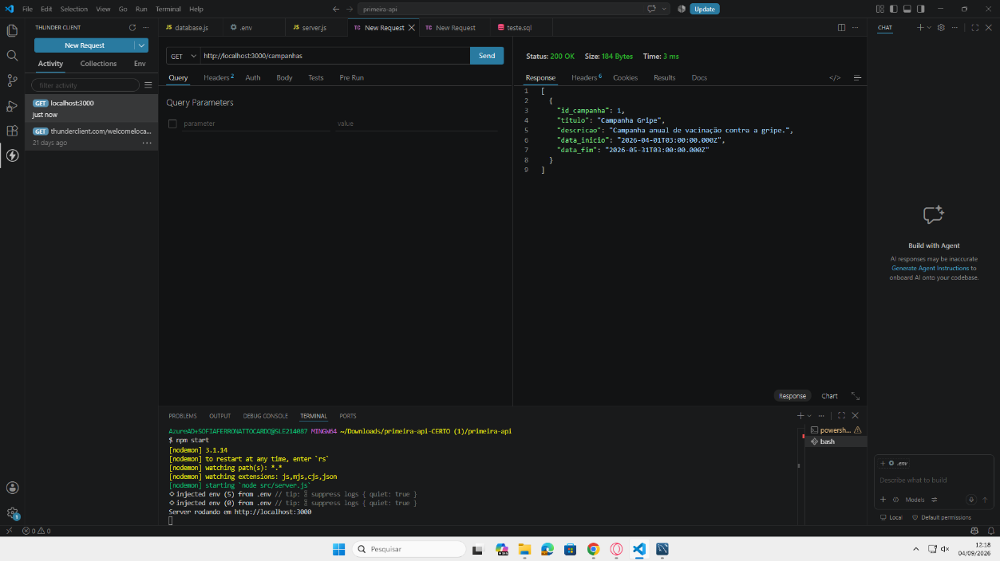 File Edit Selection View Go Run Terminal Help
primeira-api
Update
THUNDER CLIENT
New Request
Activity Collections Env
filter activity
GET localhost:3000
just now
GET thunderclient.com/welcomeloca...
21 days ago
JS database.js
.env
JS server.js
TC New Request
TC New Request
teste.sql
GET http://localhost:3000/campanhas Send
Query Headers 2 Auth Body Tests Pre Run
Query Parameters
parameter value
Status: 200 OK Size: 184 Bytes Time: 3 ms
Response Headers 6 Cookies Results Docs
1 [
2 {
3 "id_campanha": 1,
4 "titulo": "Campanha Gripe",
5 "descricao": "Campanha anual de vacinação contra a gripe.",
6 "data_inicio": "2026-04-01T03:00:00.000Z",
7 "data_fim": "2026-05-31T03:00:00.000Z"
8 }
9 ]
Response Chart
PROBLEMS OUTPUT DEBUG CONSOLE TERMINAL PORTS
AzureAD+SOFIAFERRONATTOCARDO@SLE214087 MINGW64 ~/Downloads/primeira-api-CERTO (1)/primeira-api
$ npm start
[nodemon] 3.1.14
[nodemon] to restart at any time, enter `rs`
[nodemon] watching path(s): *.*
[nodemon] watching extensions: js,mjs,cjs,json
[nodemon] starting `node src/server.js`
injected env (5) from .env // tip: suppress logs { quiet: true }
injected env (0) from .env // tip: suppress logs { quiet: true }
Server rodando em http://localhost:3000
powersh...
bash
CHAT
Build with Agent
AI responses may be inaccurate
Generate Agent Instructions to
onboard AI onto your codebase.
.env
Describe what to build
Models
Local Default permissions
1
0 0
Pesquisar
12:18
04/09/2026